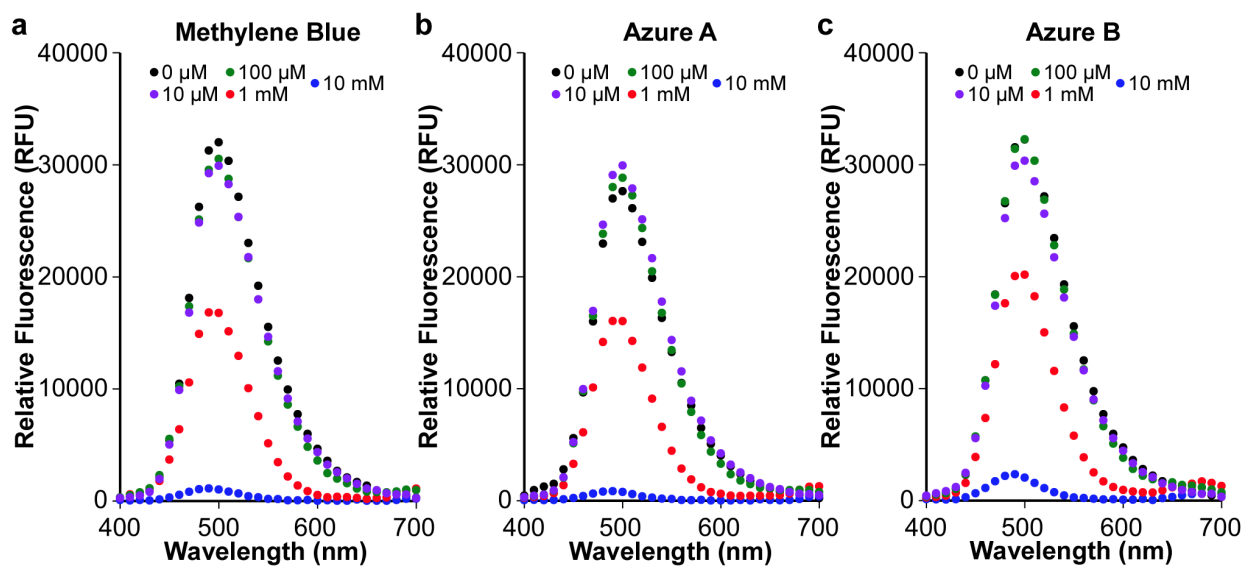 a
Methylene Blue
40000
30000
20000
10000
0
Relative Fluorescence (RFU)
0 µM
100 µM
10 mM
10 µM
1 mM
400
500
600
700
Wavelength (nm)
b
Azure A
40000
30000
20000
10000
0
Relative Fluorescence (RFU)
0 µM
100 µM
10 mM
10 µM
1 mM
400
500
600
700
Wavelength (nm)
c
Azure B
40000
30000
20000
10000
0
Relative Fluorescence (RFU)
0 µM
100 µM
10 mM
10 µM
1 mM
400
500
600
700
Wavelength (nm)